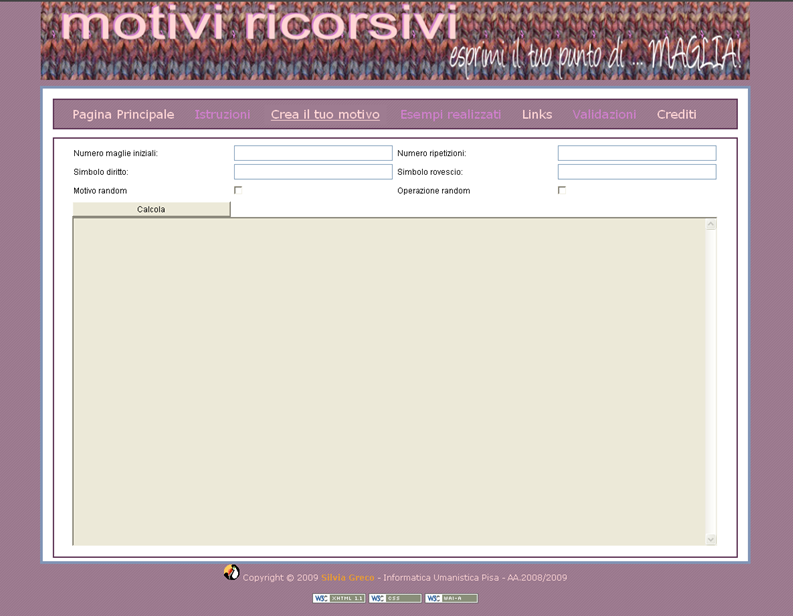 motivi ricorsivi
esprimi il tuo punto di ... MAGLIA!
Pagina Principale Istruzioni Crea il tuo motivo Esempi realizzati Links Validazioni Crediti
Numero maglie iniziali: Numero ripetizioni:
Simbolo diritto: Simbolo rovescio:
Motivo random Operazione random
Calcola
Copyright © 2009 Silvia Greco - Informatica Umanistica Pisa - AA.2008/2009
W3C XHTML 1.1 W3C CSS W3C WAI-A